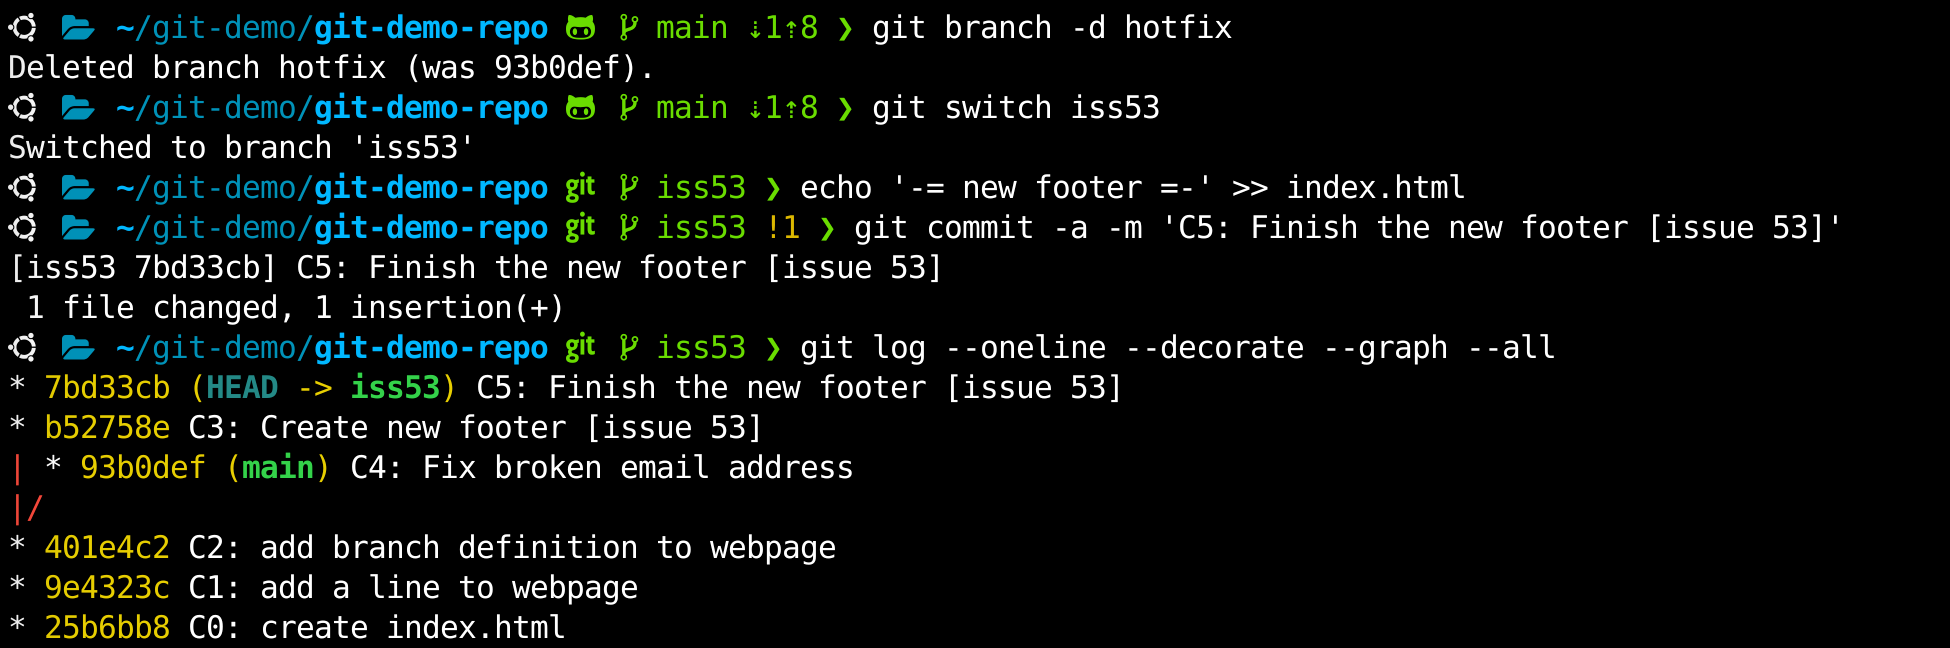 ~/git-demo/git-demo-repo main ⇣1⇡8 ❯ git branch -d hotfix
Deleted branch hotfix (was 93b0def).
~/git-demo/git-demo-repo main ⇣1⇡8 ❯ git switch iss53
Switched to branch 'iss53'
~/git-demo/git-demo-repo git iss53 ❯ echo '-= new footer =-' >> index.html
~/git-demo/git-demo-repo git iss53 !1 ❯ git commit -a -m 'C5: Finish the new footer [issue 53]'
[iss53 7bd33cb] C5: Finish the new footer [issue 53]
 1 file changed, 1 insertion(+)
~/git-demo/git-demo-repo git iss53 ❯ git log --oneline --decorate --graph --all
* 7bd33cb (HEAD -> iss53) C5: Finish the new footer [issue 53]
* b52758e C3: Create new footer [issue 53]
| * 93b0def (main) C4: Fix broken email address
|/
* 401e4c2 C2: add branch definition to webpage
* 9e4323c C1: add a line to webpage
* 25b6bb8 C0: create index.html